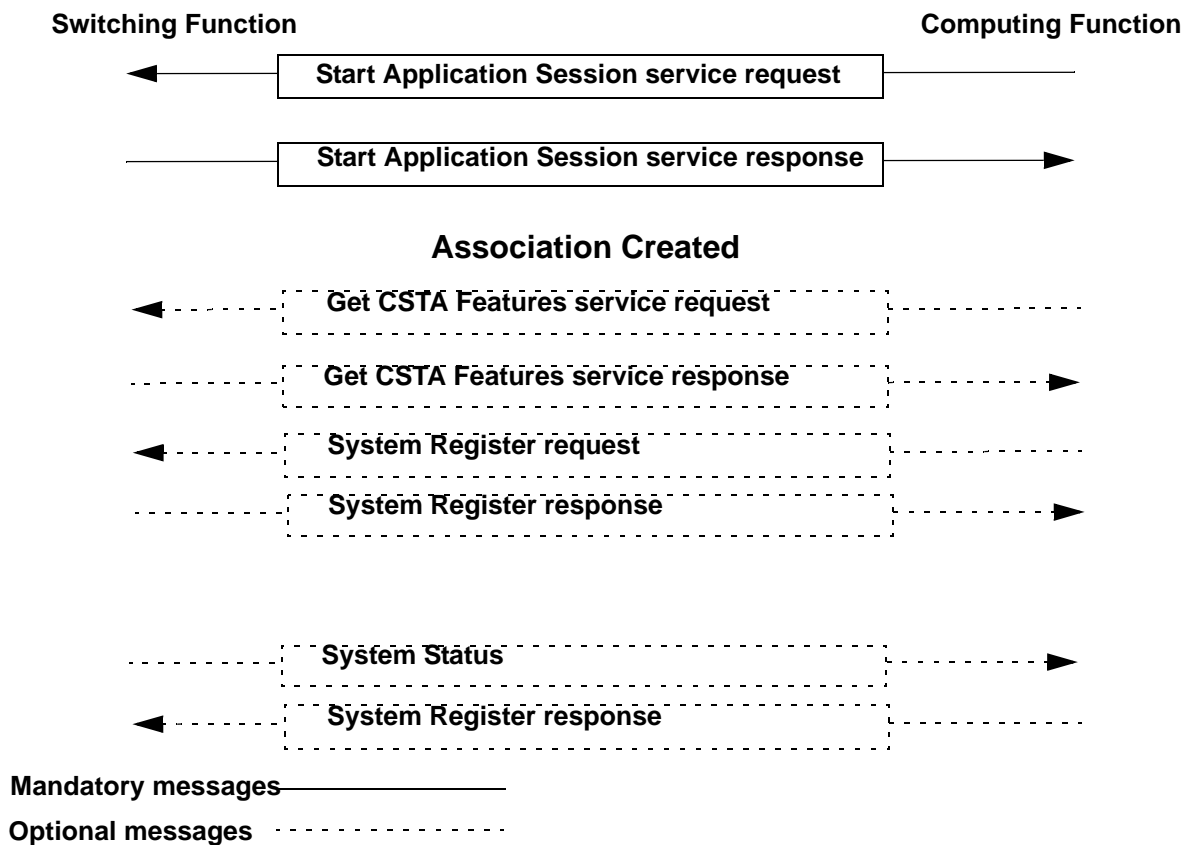 Switching Function
Computing Function
Start Application Session service request
Start Application Session service response
Association Created
Get CSTA Features service request
Get CSTA Features service response
System Register request
System Register response
System Status
System Register response
Mandatory messages
Optional messages